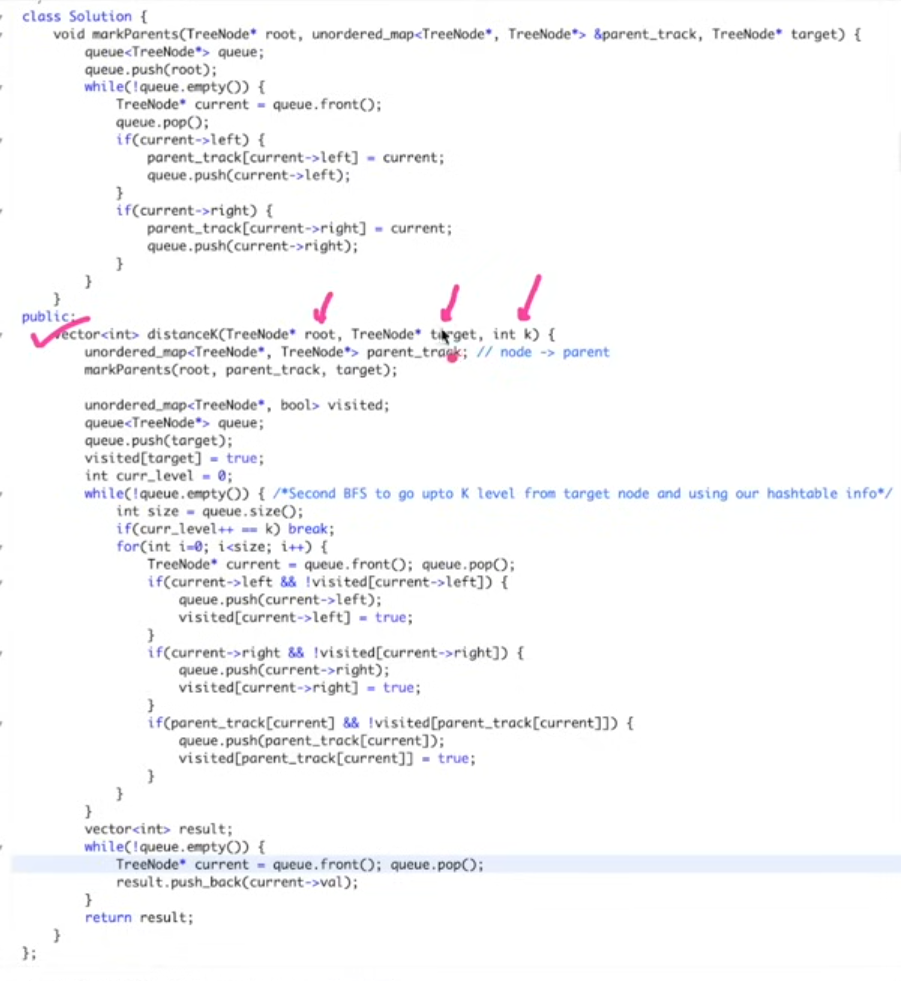 class Solution {
    void markParents(TreeNode* root, unordered_map<TreeNode*, TreeNode*> &parent_track, TreeNode* target) {
        queue<TreeNode*> queue;
        queue.push(root);
        while(!queue.empty()) {
            TreeNode* current = queue.front();
            queue.pop();
            if(current->left) {
                parent_track[current->left] = current;
                queue.push(current->left);
            }
            if(current->right) {
                parent_track[current->right] = current;
                queue.push(current->right);
            }
        }
    }
public:
    vector<int> distanceK(TreeNode* root, TreeNode* target, int k) {
        unordered_map<TreeNode*, TreeNode*> parent_track; // node -> parent
        markParents(root, parent_track, target);

        unordered_map<TreeNode*, bool> visited;
        queue<TreeNode*> queue;
        queue.push(target);
        visited[target] = true;
        int curr_level = 0;
        while(!queue.empty()) { /*Second BFS to go upto K level from target node and using our hashtable info*/
            int size = queue.size();
            if(curr_level++ == k) break;
            for(int i=0; i<size; i++) {
                TreeNode* current = queue.front(); queue.pop();
                if(current->left && !visited[current->left]) {
                    queue.push(current->left);
                    visited[current->left] = true;
                }
                if(current->right && !visited[current->right]) {
                    queue.push(current->right);
                    visited[current->right] = true;
                }
                if(parent_track[current] && !visited[parent_track[current]]) {
                    queue.push(parent_track[current]);
                    visited[parent_track[current]] = true;
                }
            }
        }
        vector<int> result;
        while(!queue.empty()) {
            TreeNode* current = queue.front(); queue.pop();
            result.push_back(current->val);
        }
        return result;
    }
};